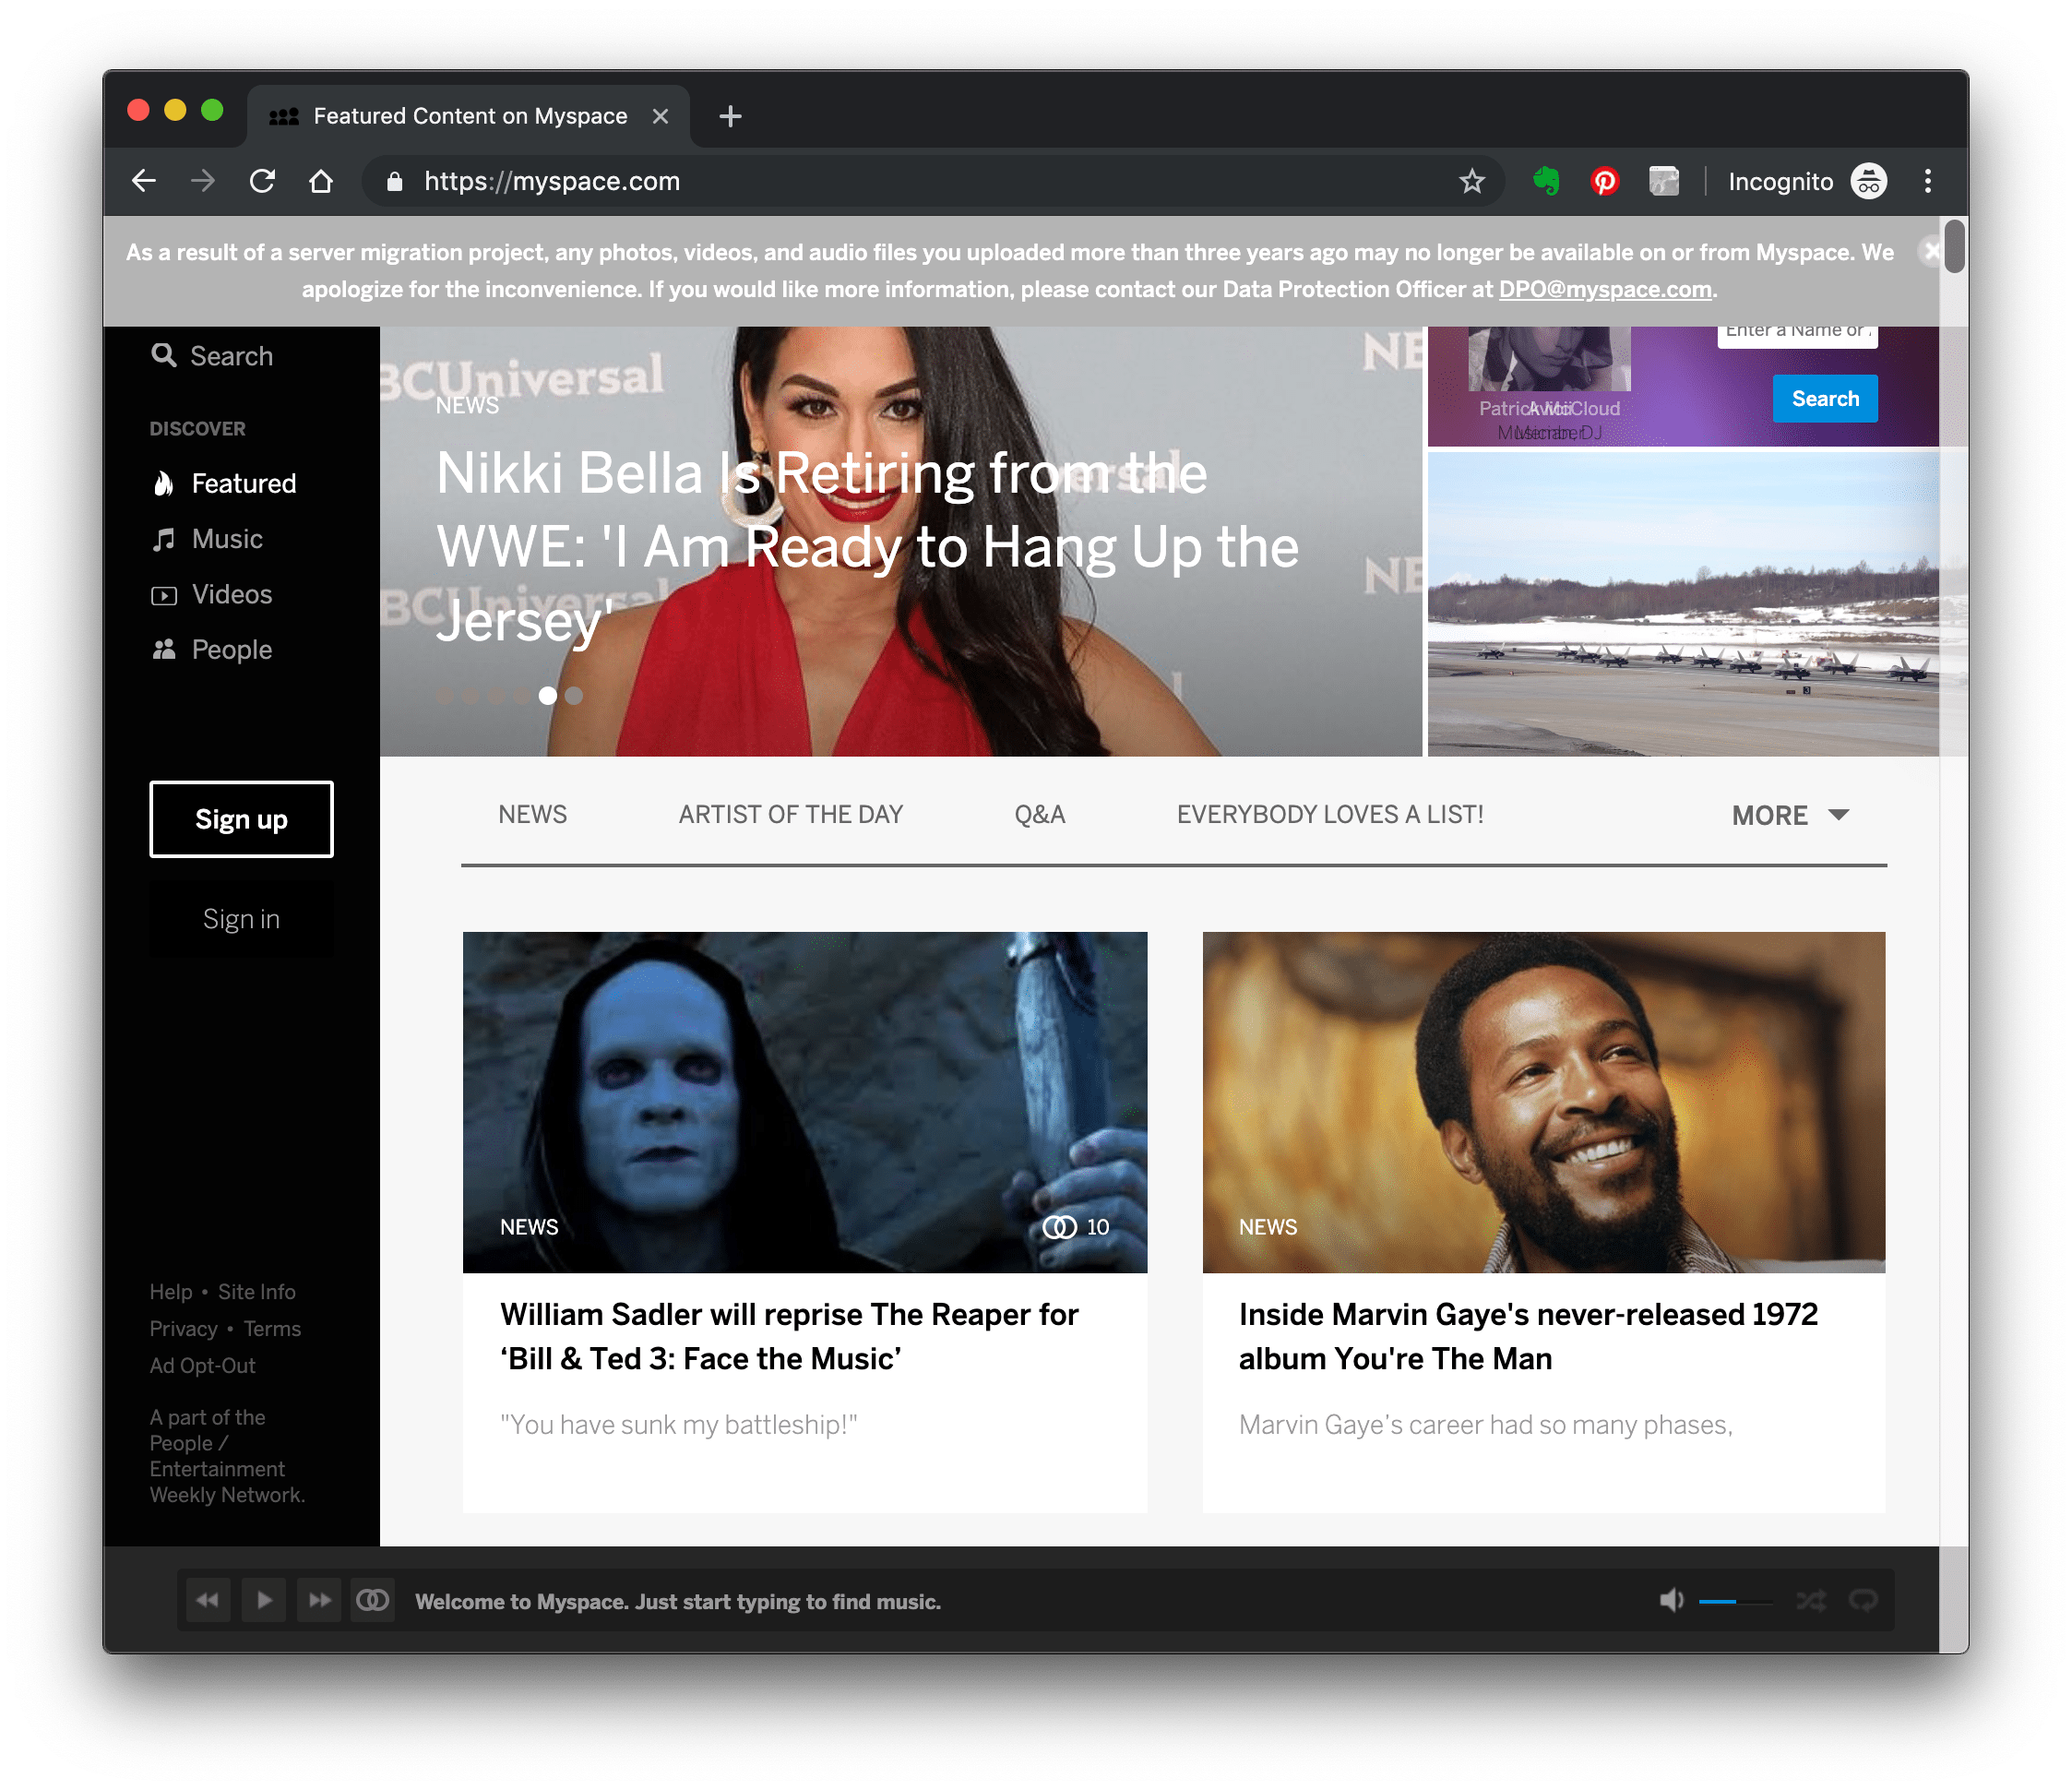 Featured Content on Myspace
https://myspace.com
Incognito
As a result of a server migration project, any photos, videos, and audio files you uploaded more than three years ago may no longer be available on or from Myspace. We
apologize for the inconvenience. If you would like more information, please contact our Data Protection Officer at DPO@myspace.com.
Search
DISCOVER
Featured
Music
Videos
People
Sign up
Sign in
Help • Site Info
Privacy • Terms
Ad Opt-Out
A part of the
People /
Entertainment
Weekly Network.
BCUniversal
NEWS
Nikki Bella Is Retiring from the
WWE: 'I Am Ready to Hang Up the
Jersey'
Enter a Name or
Search
NEWS
ARTIST OF THE DAY
Q&A
EVERYBODY LOVES A LIST!
MORE
NEWS
10
William Sadler will reprise The Reaper for
‘Bill & Ted 3: Face the Music’
"You have sunk my battleship!"
NEWS
Inside Marvin Gaye's never-released 1972
album You're The Man
Marvin Gaye's career had so many phases,
Welcome to Myspace. Just start typing to find music.